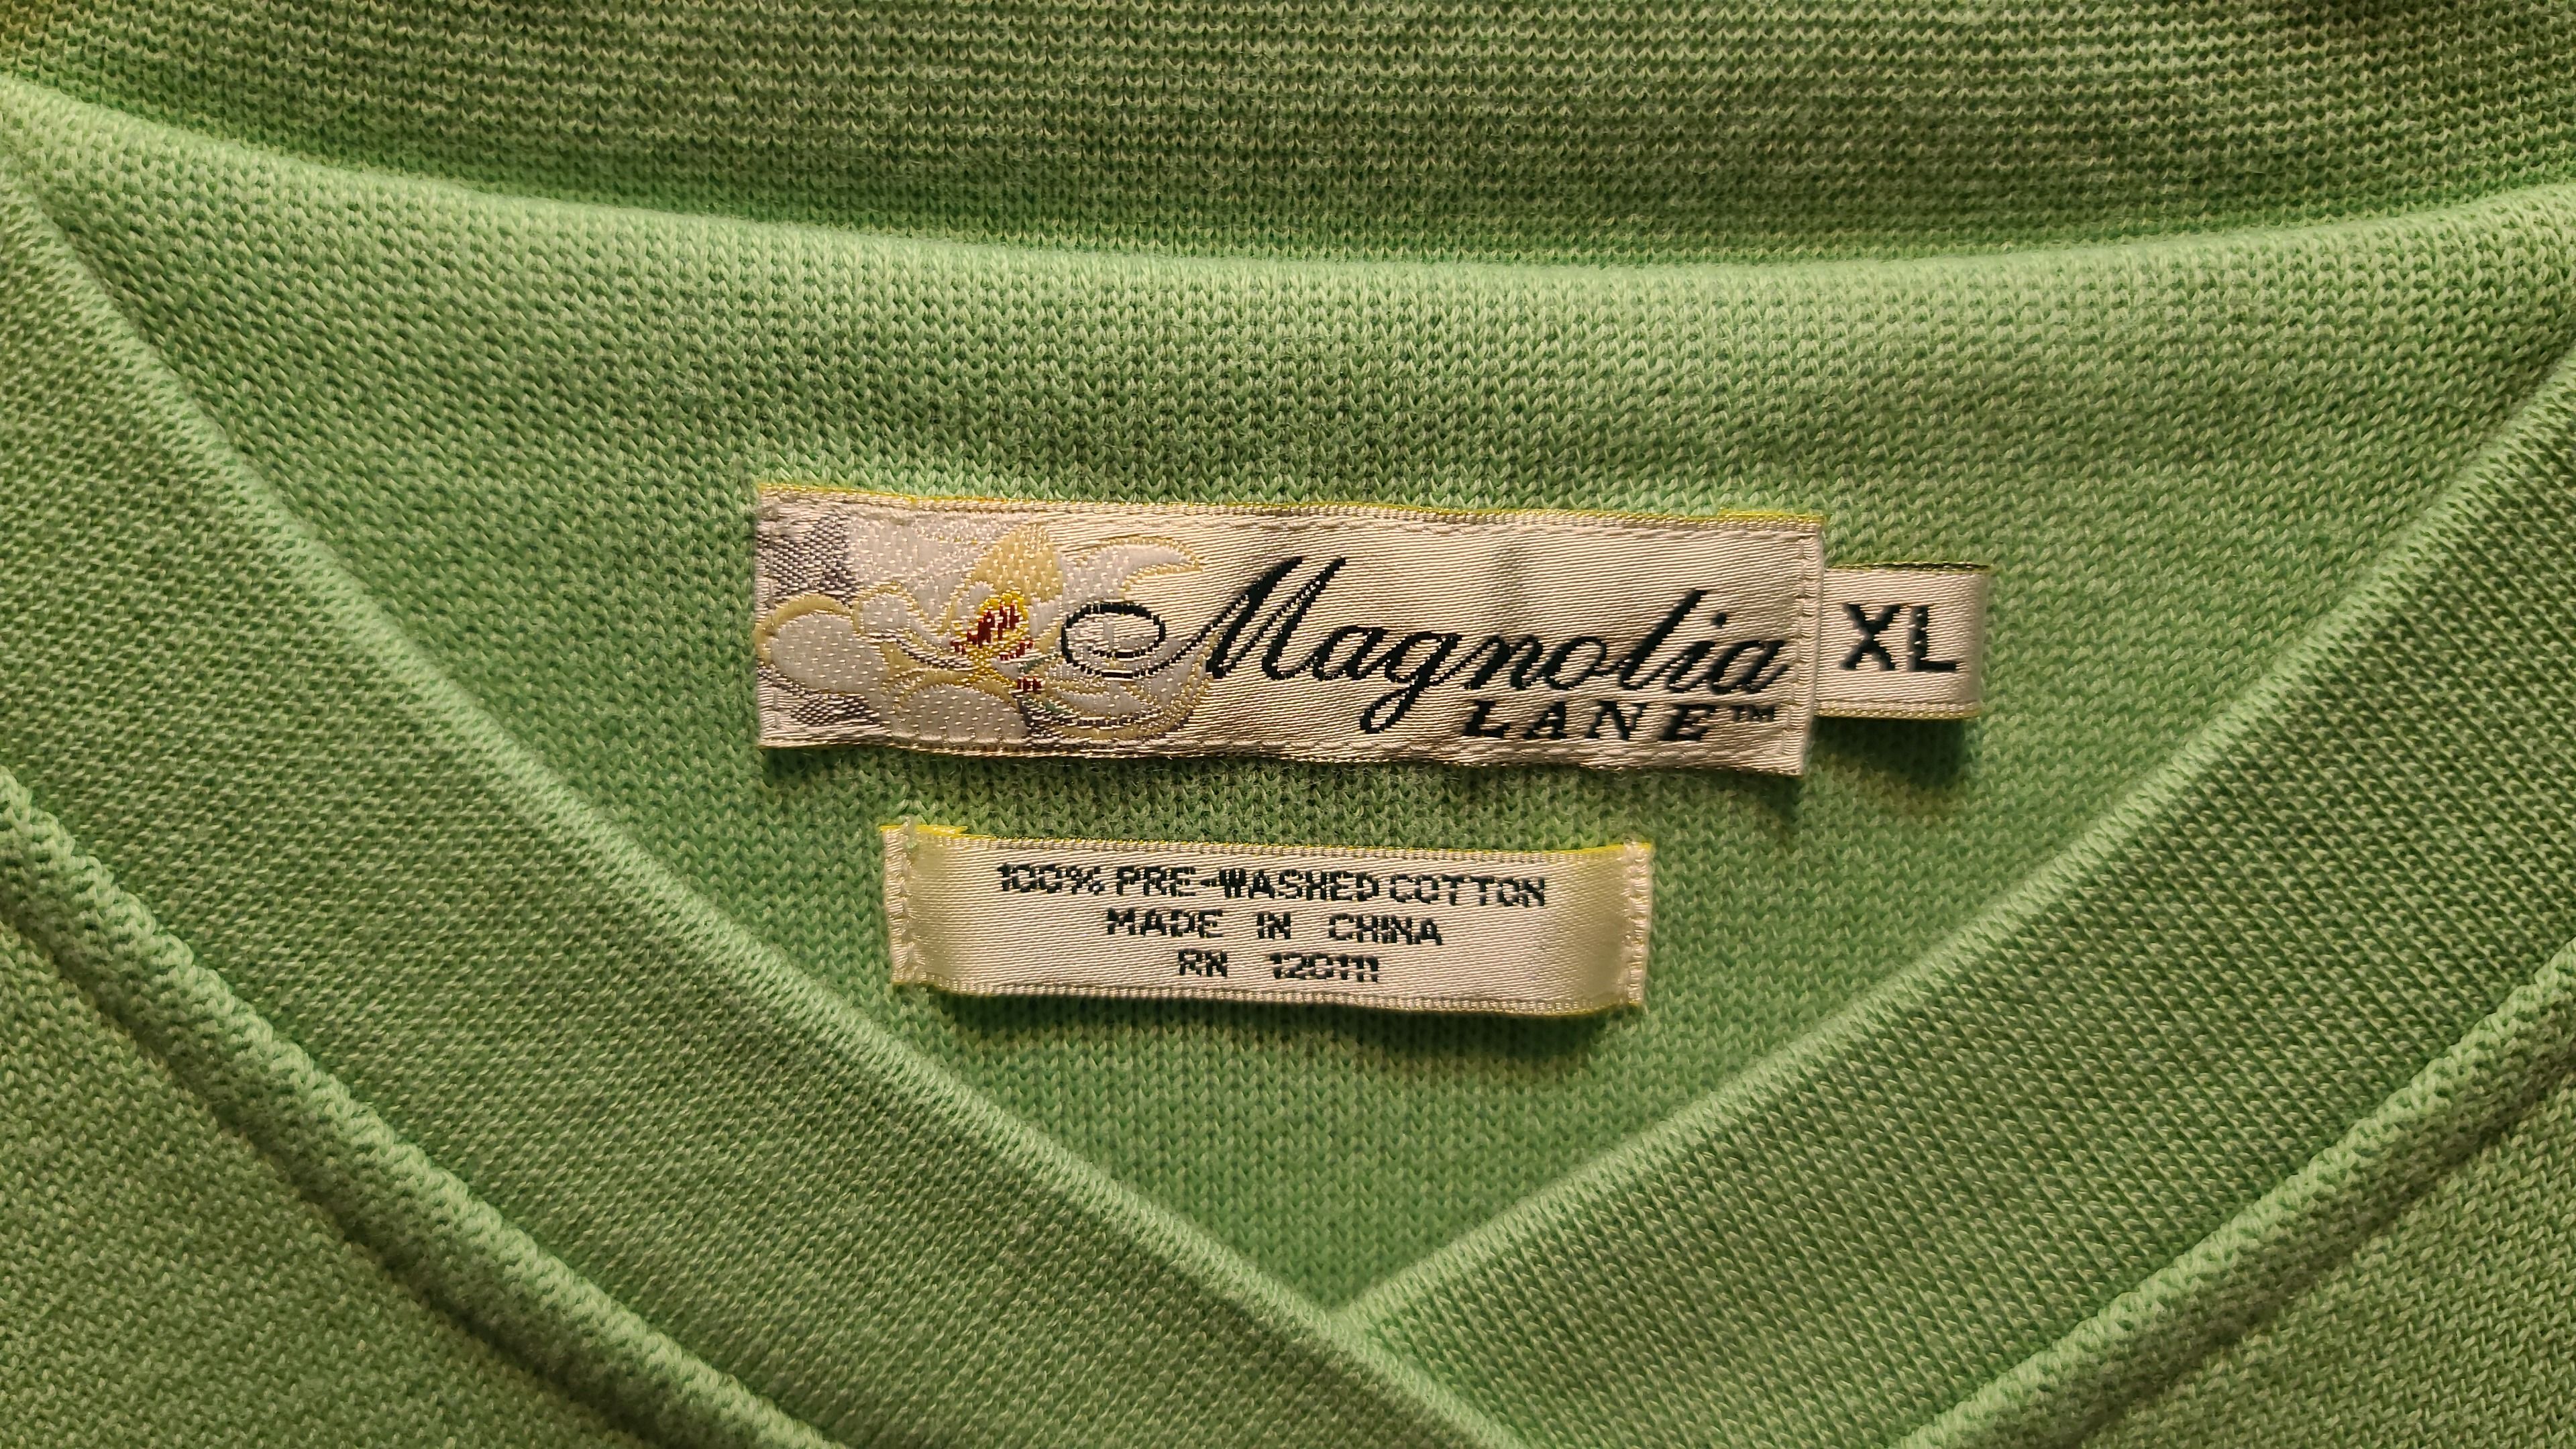 Magnolia
LANE™
XL
100% PRE-WASHED COTTON
MADE IN CHINA
RN 120111